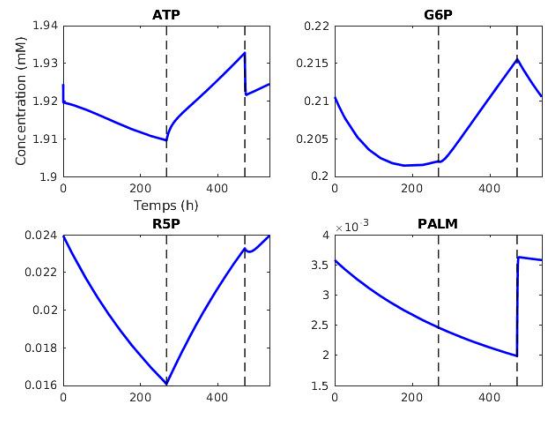 ATP
G6P
1.94
1.93
1.92
1.91
1.9
Concentration (mM)
0 200 400
Temps (h)
0.22
0.215
0.21
0.205
0.2
0 200 400
R5P
PALM
0.024
0.022
0.02
0.018
0.016
0 200 400
×10⁻³
4
3.5
3
2.5
2
1.5
0 200 400